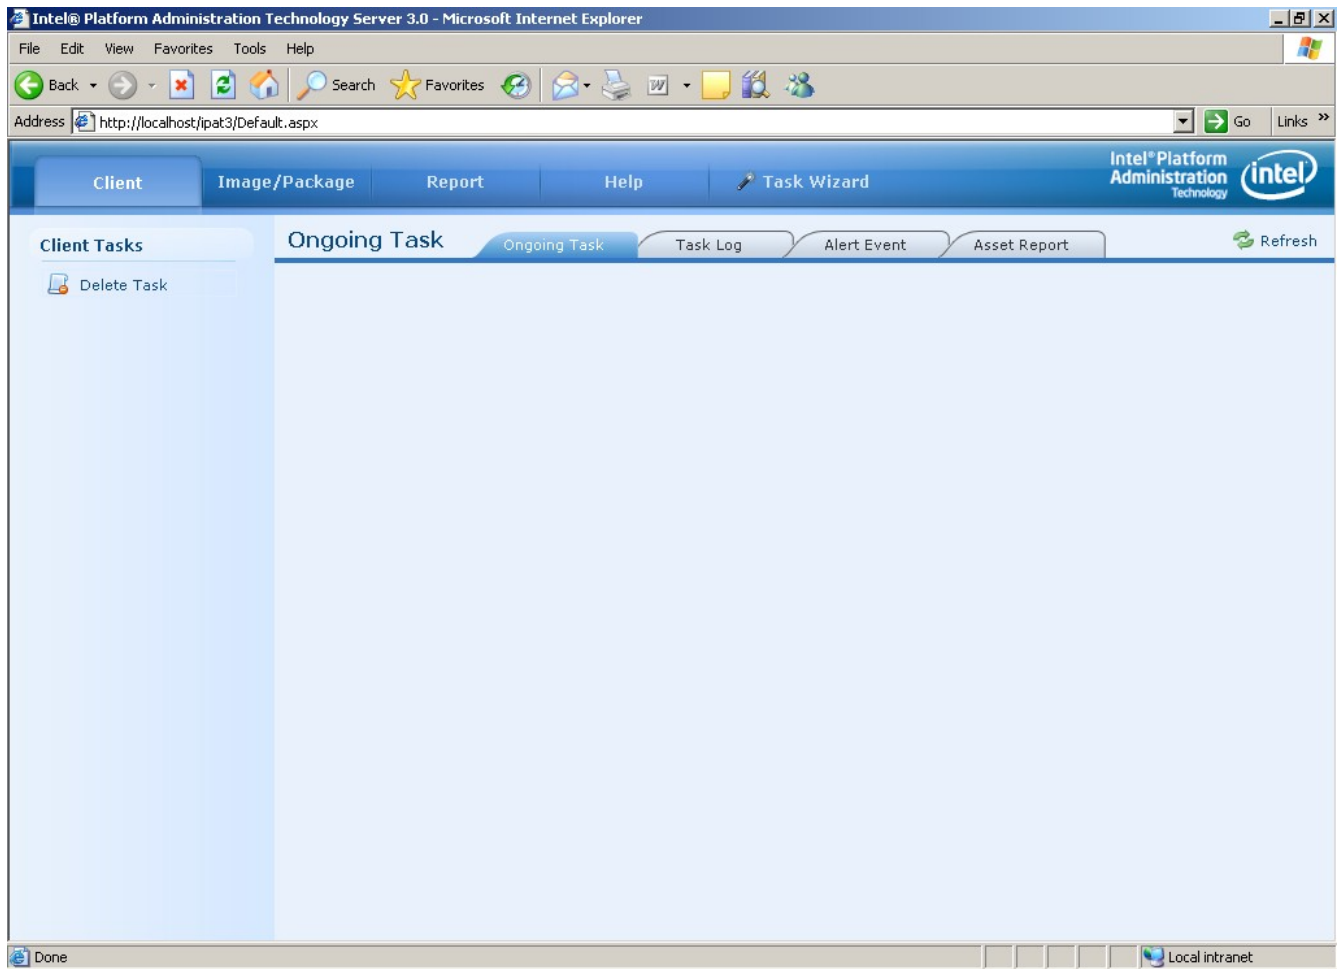 Intel® Platform Administration Technology Server 3.0 - Microsoft Internet Explorer
File Edit View Favorites Tools Help
Back Search Favorites
Address http://localhost/ipat3/Default.aspx Go Links »
Client Image/Package Report Help Task Wizard
Intel® Platform
Administration
Technology
intel
Client Tasks
Ongoing Task Ongoing Task Task Log Alert Event Asset Report Refresh
Delete Task
Done Local intranet